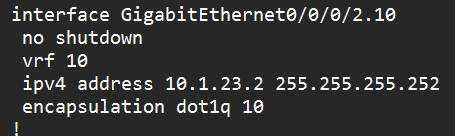 interface GigabitEthernet0/0/0/2.10
no shutdown
vrf 10
ipv4 address 10.1.23.2 255.255.255.252
encapsulation dot1q 10
!